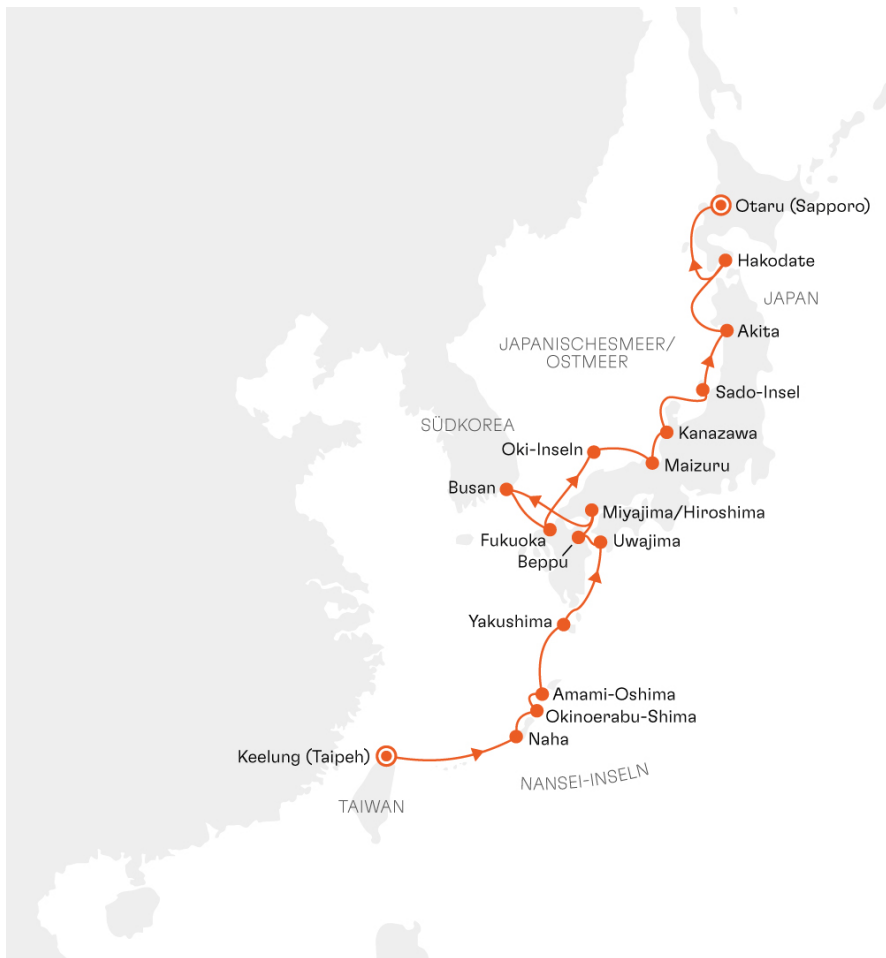 Otaru (Sapporo)
Hakodate
JAPAN
Akita
JAPANISCHESMEER/
OSTMEER
Sado-Insel
SÜDKOREA
Kanazawa
Oki-Inseln
Maizuru
Busan
Miyajima/Hiroshima
Fukuoka
Uwajima
Beppu
Yakushima
Amami-Oshima
Okinoerabu-Shima
Naha
Keelung (Taipeh)
NANSEI-INSELN
TAIWAN